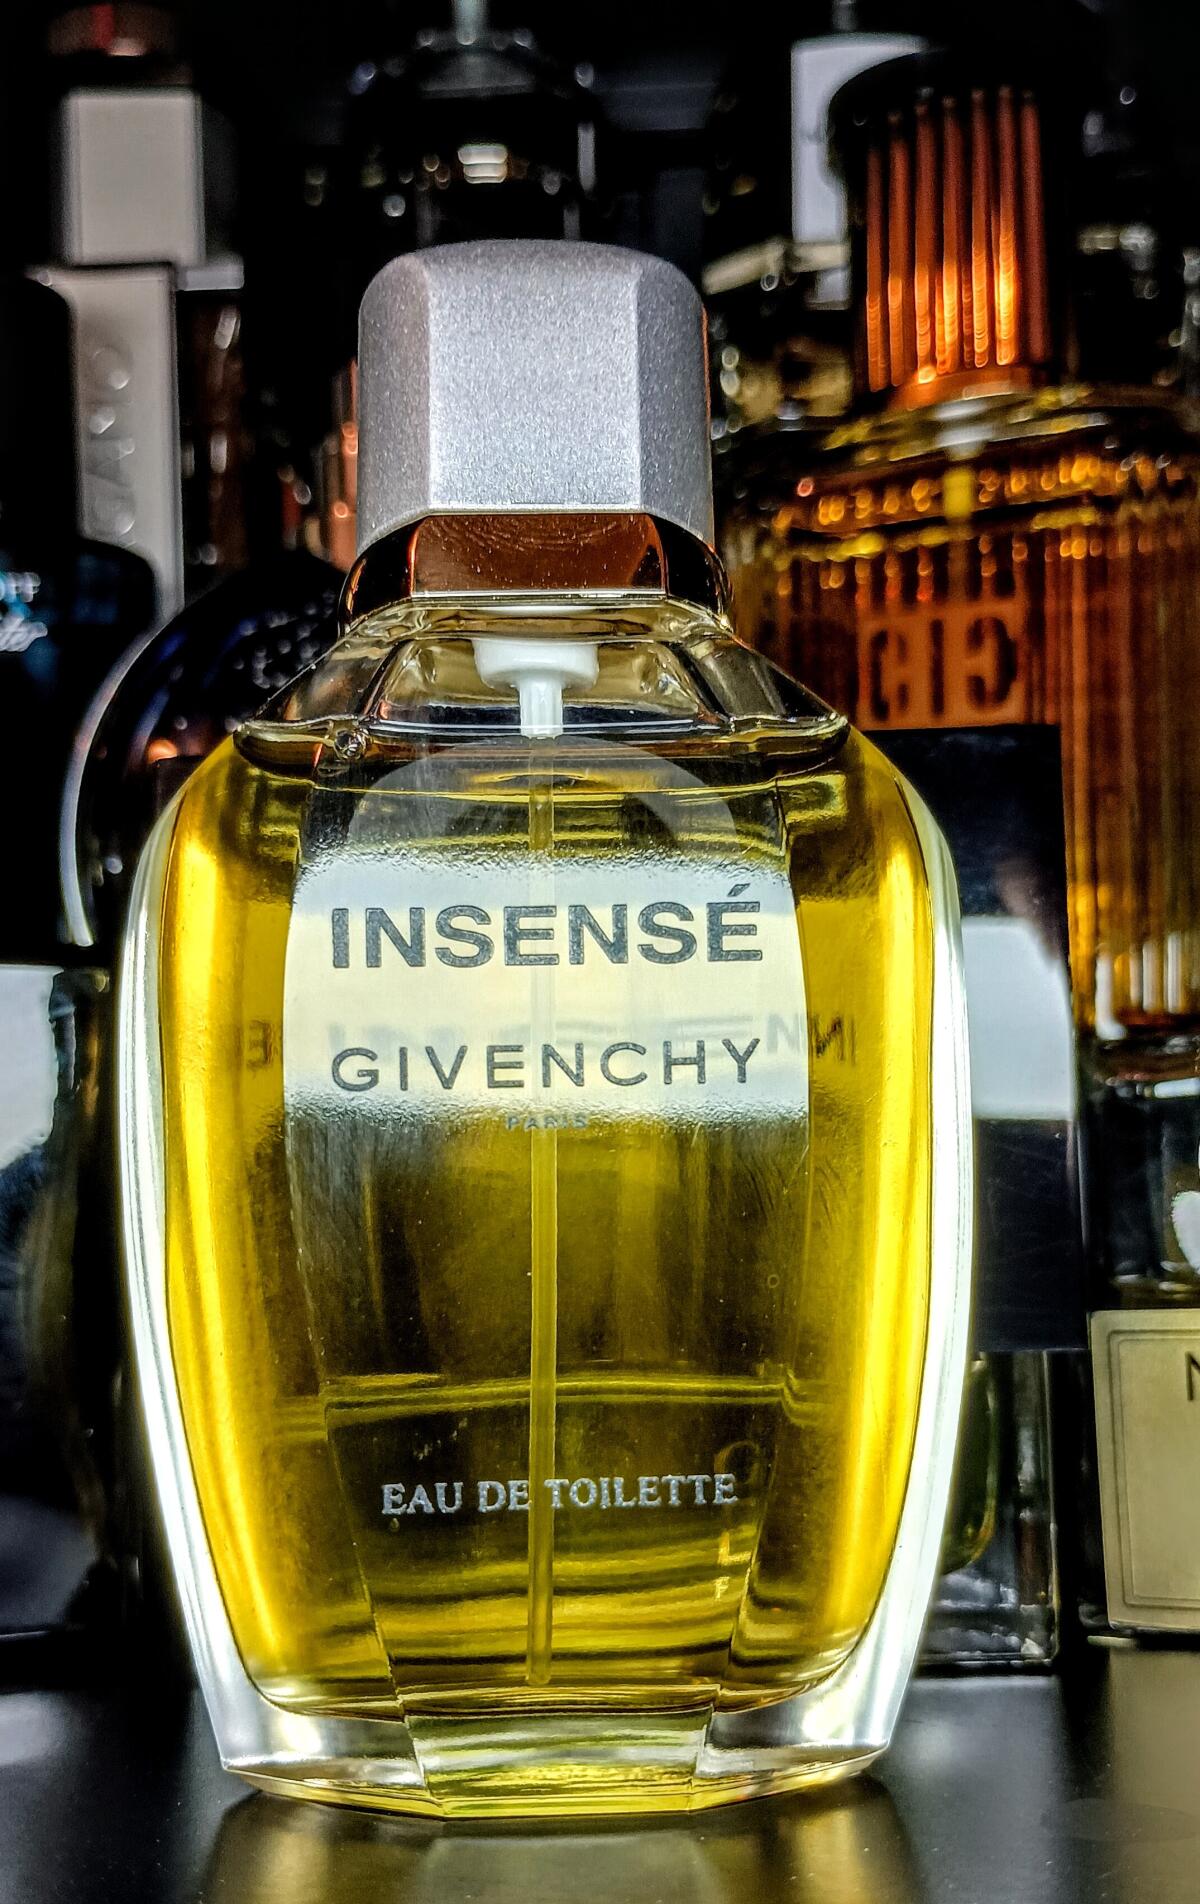 INSENSÉ
GIVENCHY
PARIS
EAU DE TOILETTE